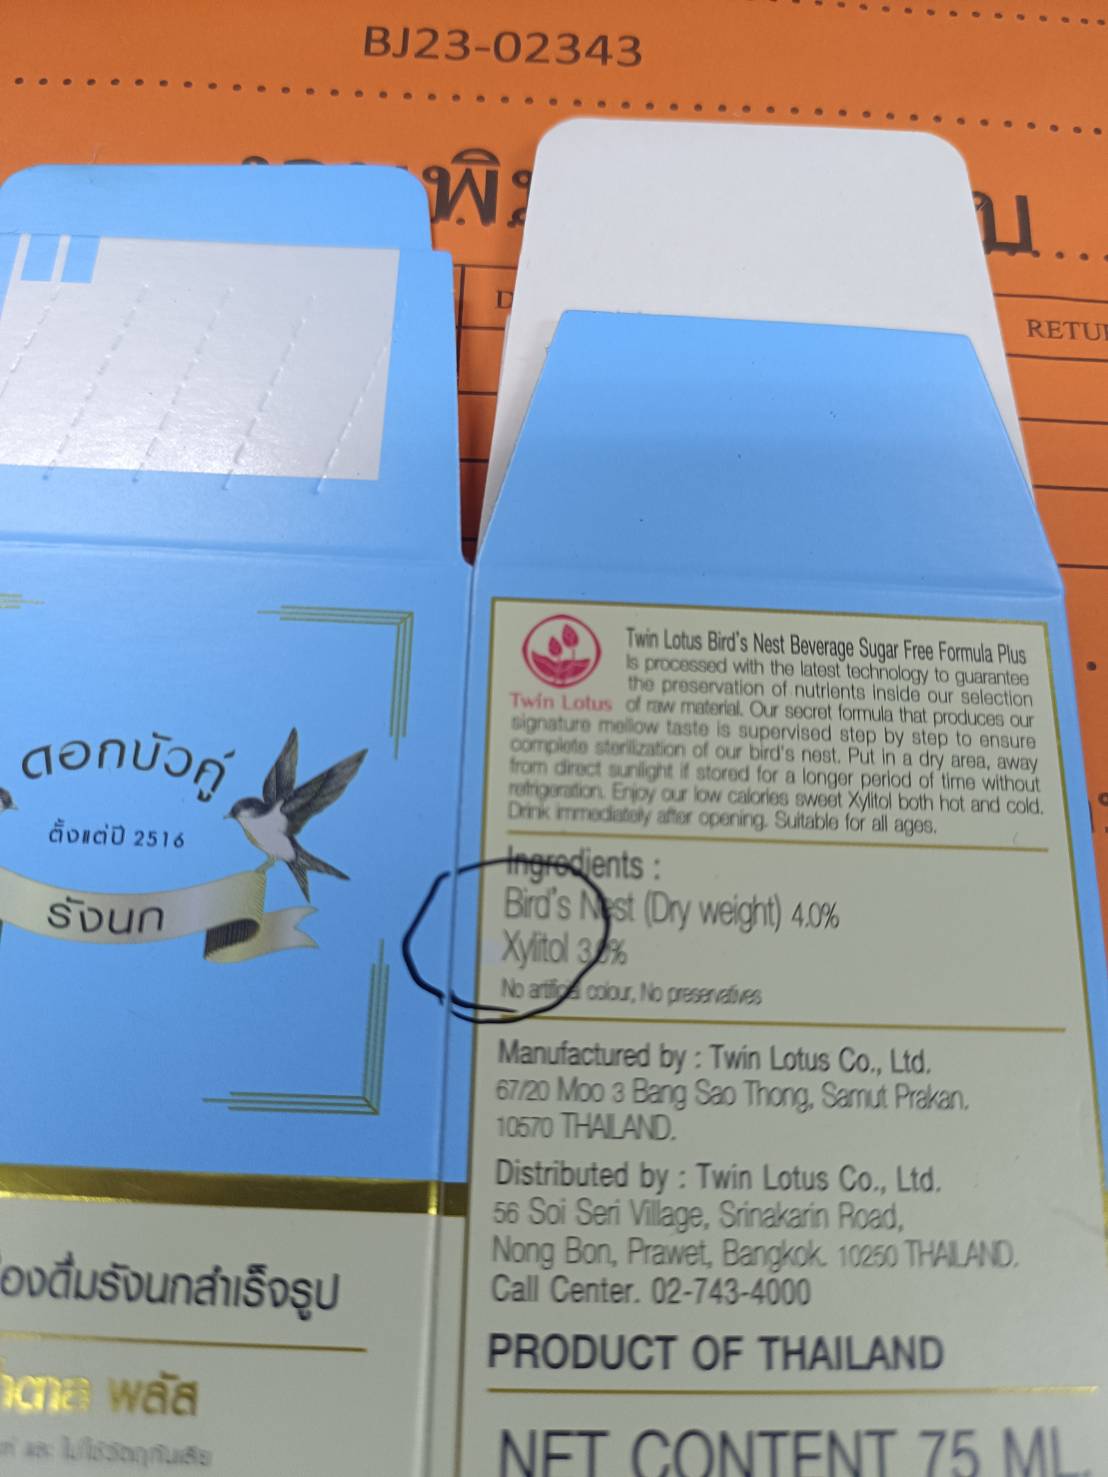 BJ23-02343
RETU
ดอกบัวคู่
ตั้งแต่ปี 2516
รังนก
องดื่มรังนกสำเร็จรูป
พลัส
Twin Lotus
Twin Lotus Bird's Nest Beverage Sugar Free Formula Plus
Is processed with the latest technology to guarantee
the preservation of nutrients inside our selection
of raw material. Our secret formula that produces our
signature mellow taste is supervised step by step to ensure
complete sterilization of our bird's nest. Put in a dry area, away
from direct sunlight if stored for a longer period of time without
refrigeration. Enjoy our low calories sweet Xylitol both hot and cold.
Drink immediately after opening. Suitable for all ages.
Ingredients :
Bird's Nest (Dry weight) 4.0%
Xylitol
No artificial colour, No preservatives
Manufactured by : Twin Lotus Co., Ltd.
67/20 Moo 3 Bang Sao Thong, Samut Prakan.
10570 THAILAND.
Distributed by : Twin Lotus Co., Ltd.
56 Soi Seri Village, Srinakarin Road,
Nong Bon, Prawet, Bangkok. 10250 THAILAND.
Call Center. 02-743-4000
PRODUCT OF THAILAND
NET CONTENT 75 ML.